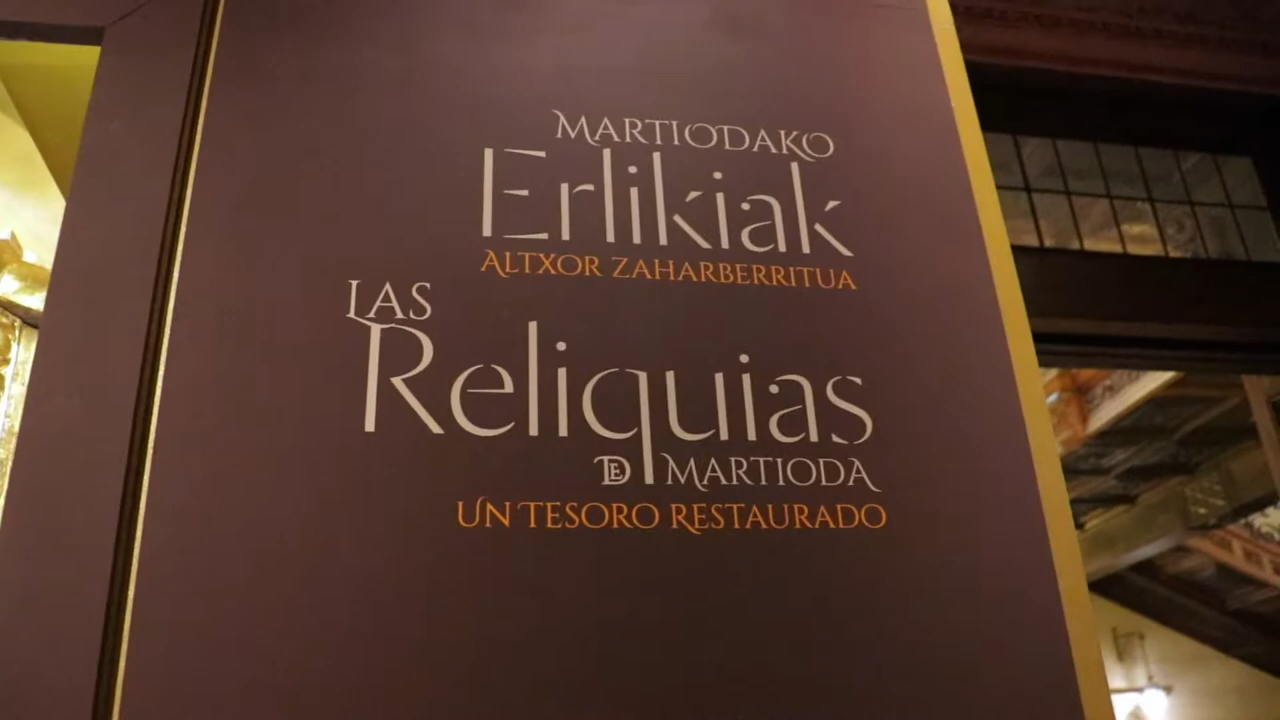 MARTIODAKO
Erlikiak
ALTXOR ZAHARBERRITUA
LAS
Reliquias
DE MARTIODA
UN TESORO RESTAURADO